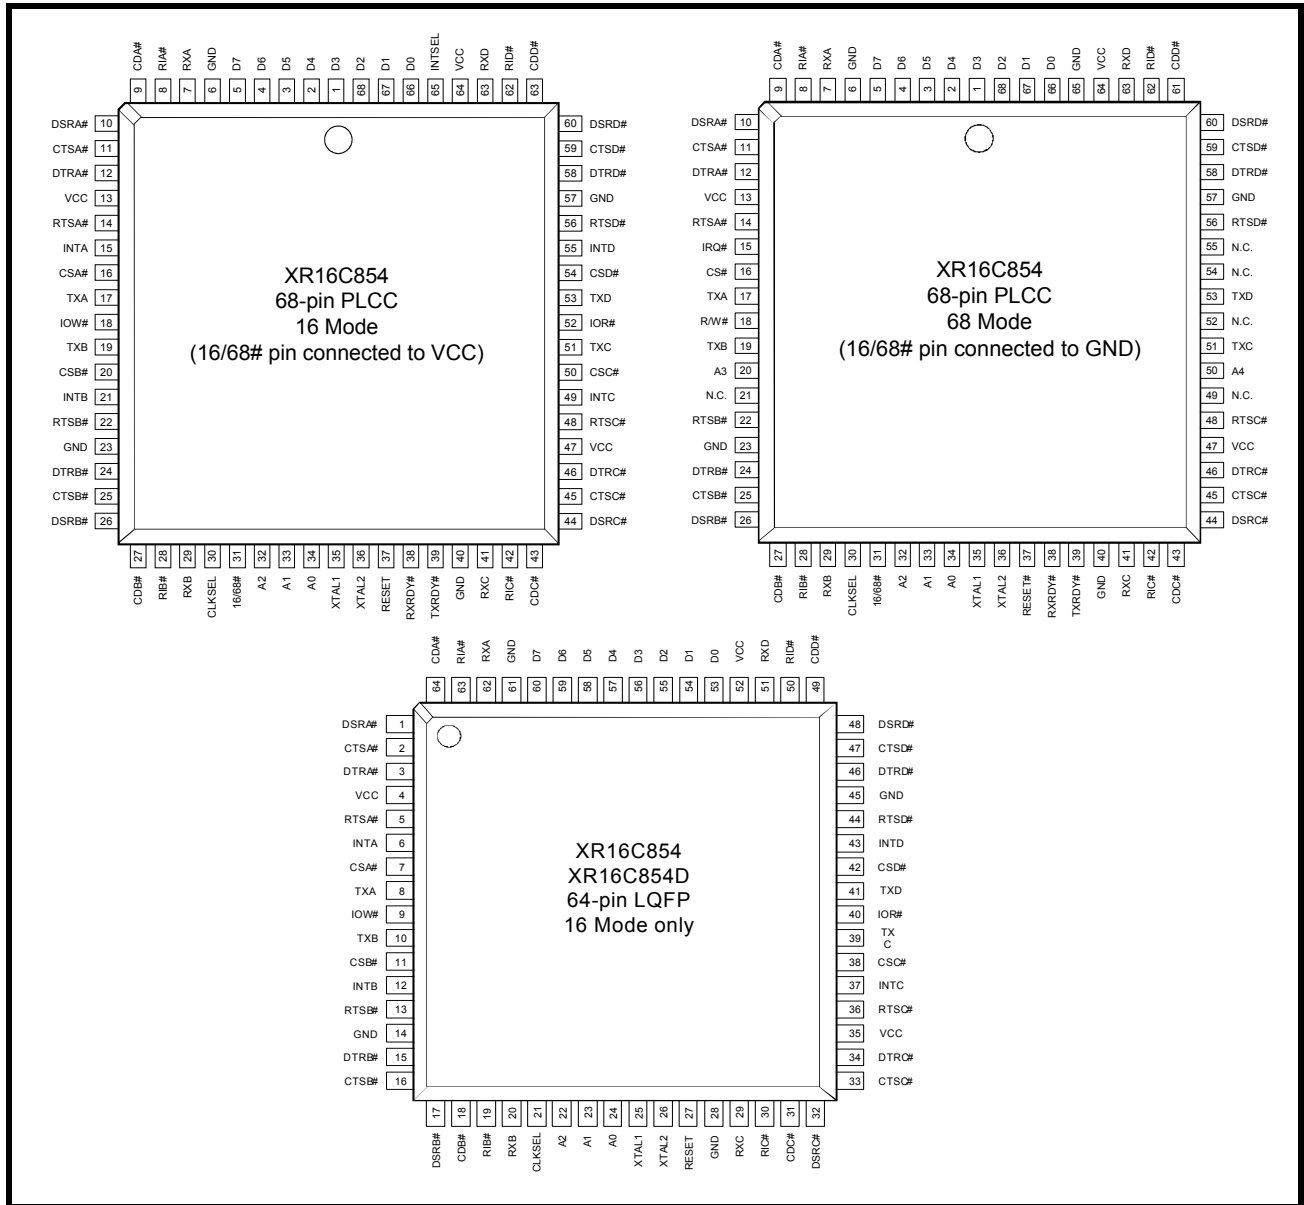 CDA# RIA# RXA GND D7 D6 D5 D4 D3 D2 D1 D0 INTSEL VCC RXD RID# CDD#
9 8 7 6 5 4 3 2 1 68 67 66 65 64 63 62 63
DSRA# 10
CTSA# 11
DTRA# 12
VCC 13
RTSA# 14
INTA 15
CSA# 16
TXA 17
IOW# 18
TXB 19
CSB# 20
INTB 21
RTSB# 22
GND 23
DTRB# 24
CTSB# 25
DSRB# 26
XR16C854
68-pin PLCC
16 Mode
(16/68# pin connected to VCC)
60 DSRD#
59 CTSD#
58 DTRD#
57 GND
56 RTSD#
55 INTD
54 CSD#
53 TXD
52 IOR#
51 TXC
50 CSC#
49 INTC
48 RTSC#
47 VCC
46 DTRC#
45 CTSC#
44 DSRC#
27 28 29 30 31 32 33 34 35 36 37 38 39 40 41 42 43
CDB# RIB# RXB CLKSEL 16/68# A2 A1 A0 XTAL1 XTAL2 RESET RXRDY# TXRDY# GND RXC RIC# CDC#
CDA# RIA# RXA GND D7 D6 D5 D4 D3 D2 D1 D0 GND VCC RXD RID# CDD#
9 8 7 6 5 4 3 2 1 68 67 66 65 64 63 62 61
DSRA# 10
CTSA# 11
DTRA# 12
VCC 13
RTSA# 14
IRQ# 15
CS# 16
TXA 17
R/W# 18
TXB 19
A3 20
N.C. 21
RTSB# 22
GND 23
DTRB# 24
CTSB# 25
DSRB# 26
XR16C854
68-pin PLCC
68 Mode
(16/68# pin connected to GND)
60 DSRD#
59 CTSD#
58 DTRD#
57 GND
56 RTSD#
55 N.C.
54 N.C.
53 TXD
52 N.C.
51 TXC
50 A4
49 N.C.
48 RTSC#
47 VCC
46 DTRC#
45 CTSC#
44 DSRC#
27 28 29 30 31 32 33 34 35 36 37 38 39 40 41 42 43
CDB# RIB# RXB CLKSEL 16/68# A2 A1 A0 XTAL1 XTAL2 RESET# RXRDY# TXRDY# GND RXC RIC# CDC#
CDA# RIA# RXA GND D7 D6 D5 D4 D3 D2 D1 D0 VCC RXD RID# CDD#
64 63 62 61 60 59 58 57 56 55 54 53 52 51 50 49
DSRA# 1
CTSA# 2
DTRA# 3
VCC 4
RTSA# 5
INTA 6
CSA# 7
TXA 8
IOW# 9
TXB 10
CSB# 11
INTB 12
RTSB# 13
GND 14
DTRB# 15
CTSB# 16
XR16C854
XR16C854D
64-pin LQFP
16 Mode only
48 DSRD#
47 CTSD#
46 DTRD#
45 GND
44 RTSD#
43 INTD
42 CSD#
41 TXD
40 IOR#
39 TX
C
38 CSC#
37 INTC
36 RTSC#
35 VCC
34 DTRC#
33 CTSC#
17 18 19 20 21 22 23 24 25 26 27 28 29 30 31 32
DSRB# CDB# RIB# RXB CLKSEL A2 A1 A0 XTAL1 XTAL2 RESET GND RXC RIC# CDC# DSRC#